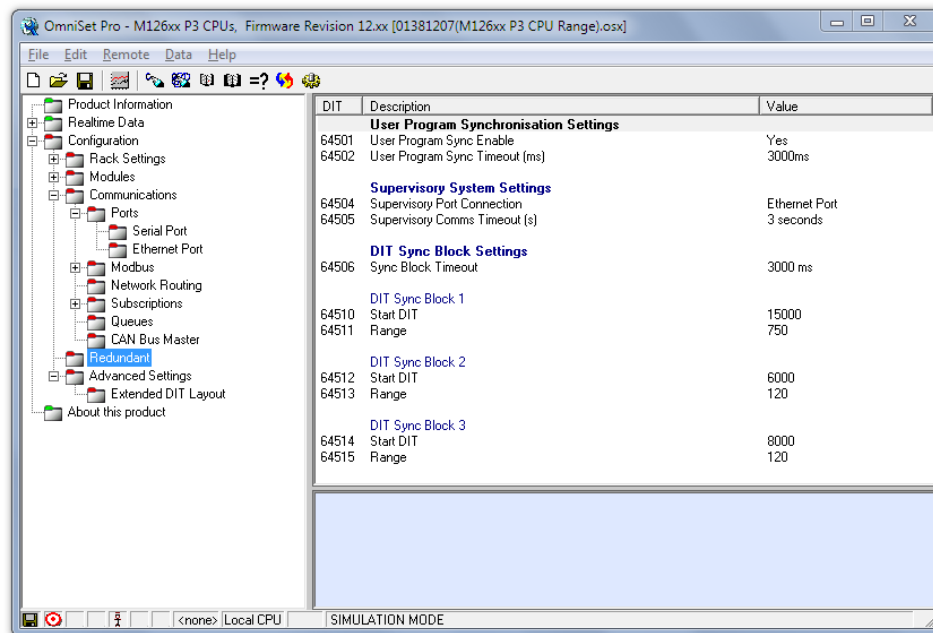 OmniSet Pro - M126xx P3 CPUs, Firmware Revision 12.xx [01381207(M126xx P3 CPU Range).osx]
File Edit Remote Data Help
=?
Product Information
Realtime Data
Configuration
Rack Settings
Modules
Communications
Ports
Serial Port
Ethernet Port
Modbus
Network Routing
Subscriptions
Queues
CAN Bus Master
Redundant
Advanced Settings
Extended DIT Layout
About this product
DIT Description Value
User Program Synchronisation Settings
64501 User Program Sync Enable Yes
64502 User Program Sync Timeout (ms) 3000ms
Supervisory System Settings
64504 Supervisory Port Connection Ethernet Port
64505 Supervisory Comms Timeout (s) 3 seconds
DIT Sync Block Settings
64506 Sync Block Timeout 3000 ms
DIT Sync Block 1
64510 Start DIT 15000
64511 Range 750
DIT Sync Block 2
64512 Start DIT 6000
64513 Range 120
DIT Sync Block 3
64514 Start DIT 8000
64515 Range 120
<none> Local CPU SIMULATION MODE